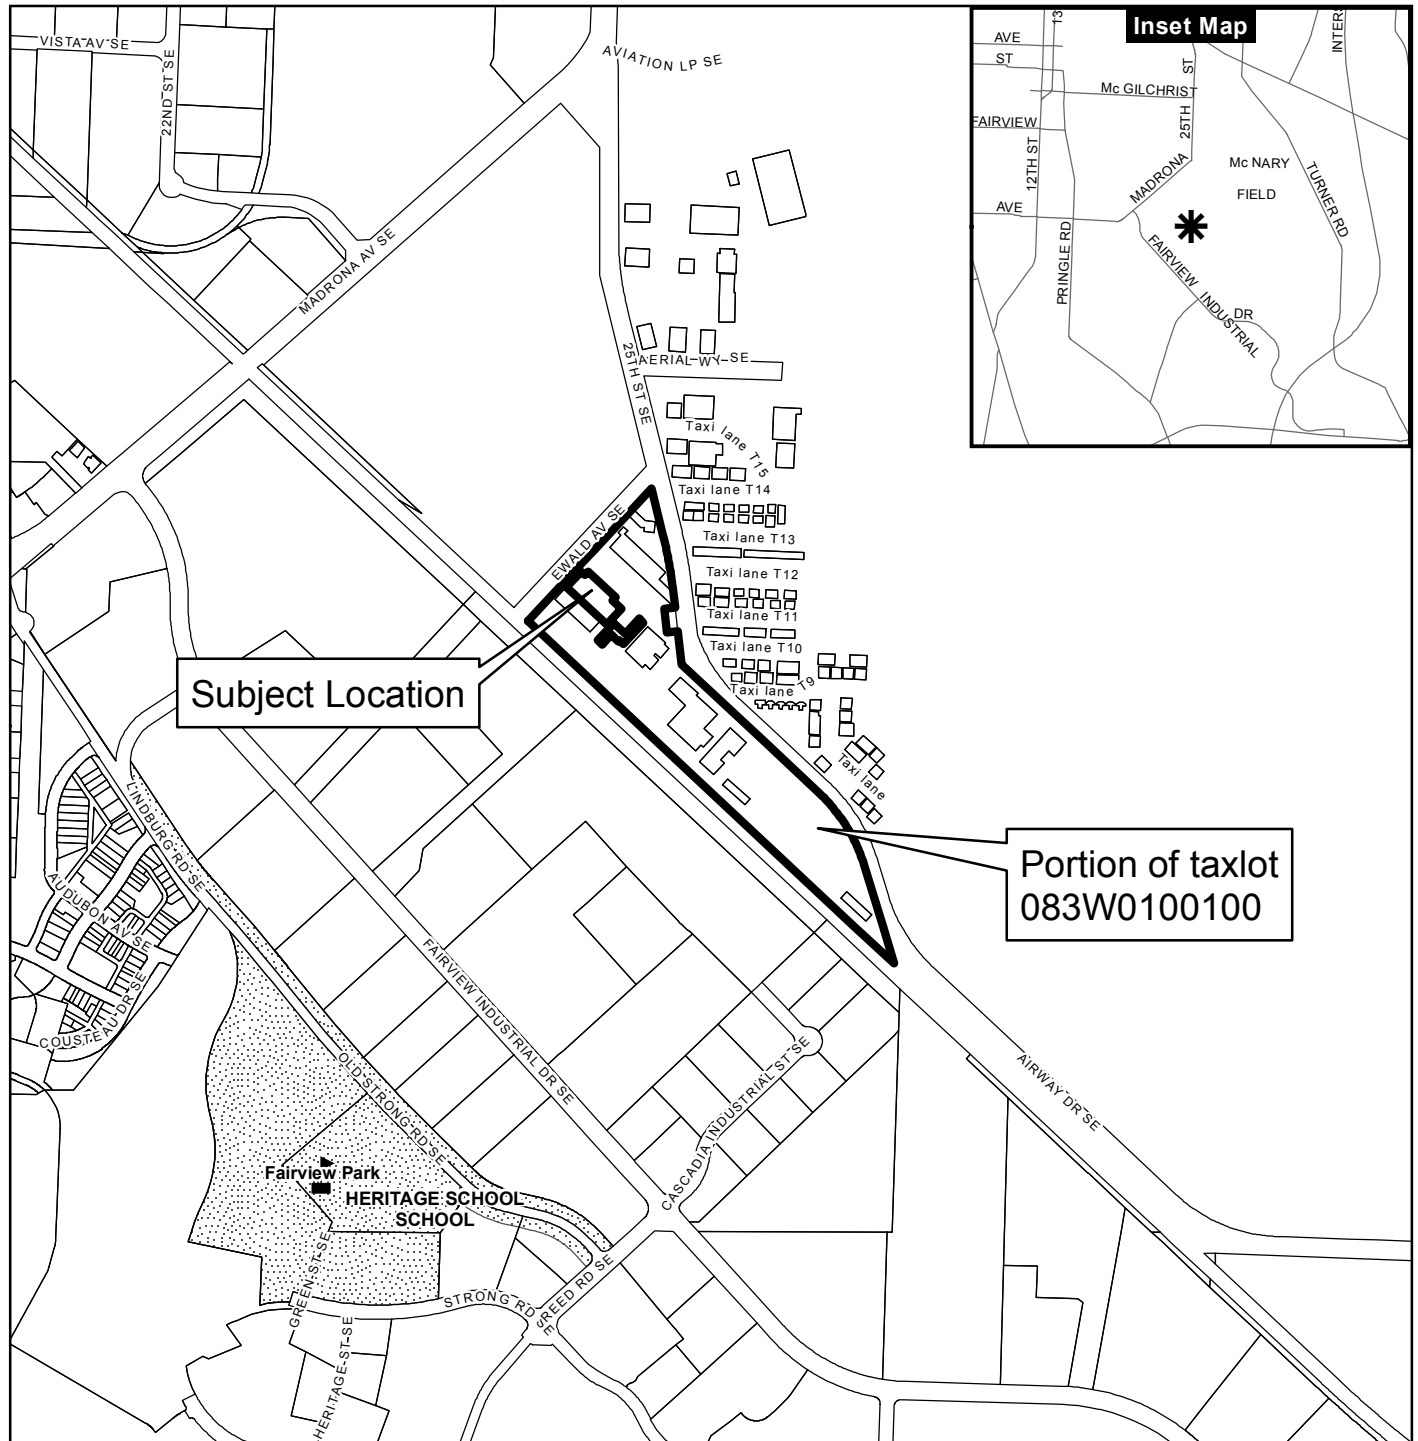 VISTA AV SE
22ND ST SE
AVIATION LP SE
MADRONA AV SE
25TH ST SE
AERIAL WY SE
Taxi lane T15
Taxi lane T14
Taxi lane T13
Taxi lane T12
Taxi lane T11
Taxi lane T10
Taxi lane T9
Taxi lane
EWALD AV SE
Subject Location
Portion of taxlot
083W0100100
LINDBURG RD SE
AUDUBON AV SE
COUSTEAU DR SE
FAIRVIEW INDUSTRIAL DR SE
OLD STRONG RD SE
CASCADIA INDUSTRIAL ST SE
AIRWAY DR SE
Fairview Park
HERITAGE SCHOOL
SCHOOL
GREEN ST SE
STRONG RD SE
REED RD SE
HERITAGE ST SE
Inset Map
AVE
ST
13
Mc GILCHRIST
25TH ST
INTERS
FAIRVIEW
12TH ST
MADRONA
Mc NARY
FIELD
TURNER RD
AVE
PRINGLE RD
FAIRVIEW INDUSTRIAL
DR